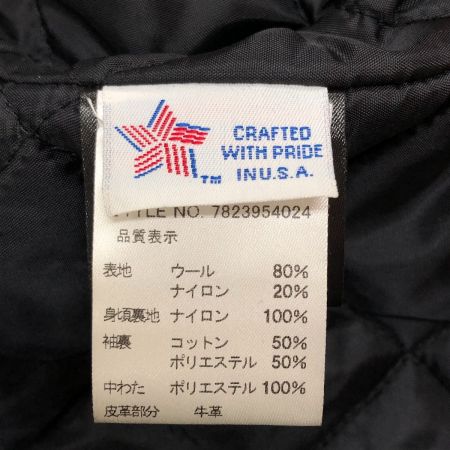 CRAFTED
WITH PRIDE
IN U.S.A.
TM
STYLE NO. 7823954024
品質表示
表地 ウール 80%
ナイロン 20%
身頃裏地 ナイロン 100%
袖裏 コットン 50%
ポリエステル 50%
中わた ポリエステル 100%
皮革部分 牛革